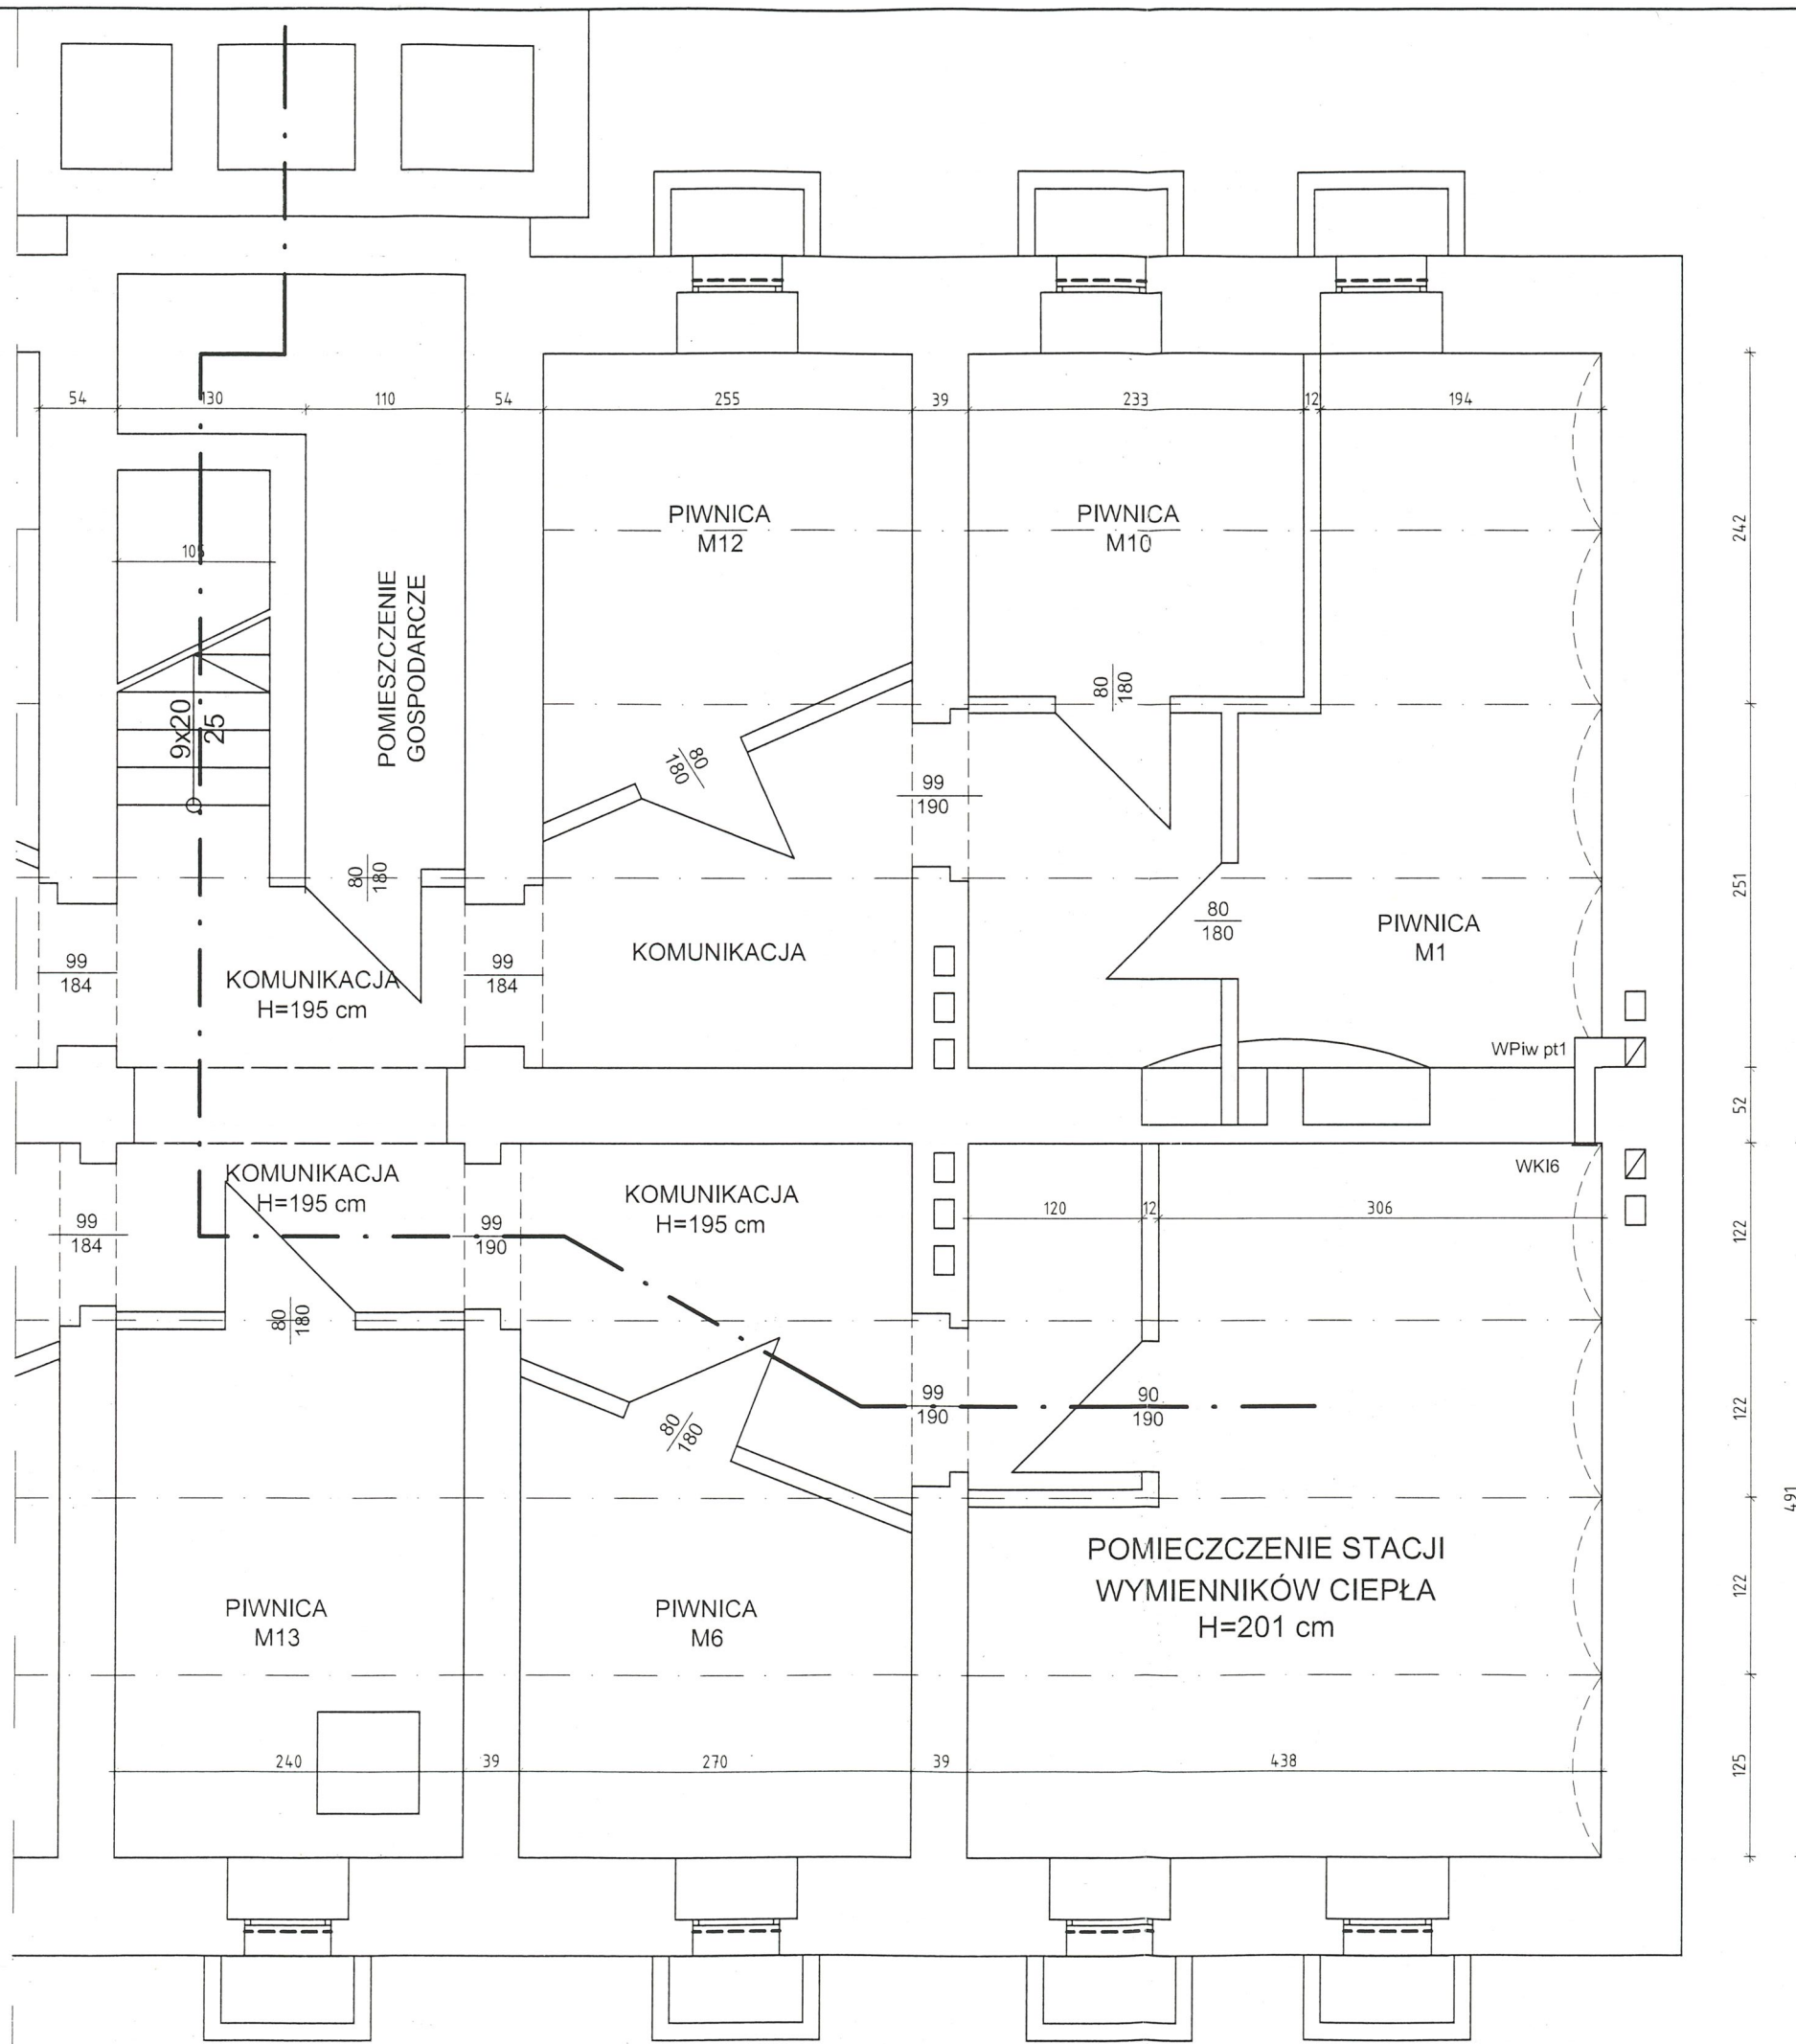 54
130
110
54
255
39
233
12
194
PIWNICA
M12
PIWNICA
M10
242
105
POMIESZCZENIE
GOSPODARCZE
9x20
25
80
180
80
180
99
190
80
180
251
80
180
PIWNICA
M1
KOMUNIKACJA
99
184
KOMUNIKACJA
H=195 cm
99
184
WPiw pt1
52
KOMUNIKACJA
H=195 cm
KOMUNIKACJA
H=195 cm
WKl6
120
12
306
122
99
184
99
190
80
180
99
190
90
190
122
80
180
491
POMIECZCZENIE STACJI
WYMIENNIKÓW CIEPŁA
H=201 cm
122
PIWNICA
M13
PIWNICA
M6
240
39
270
39
438
125